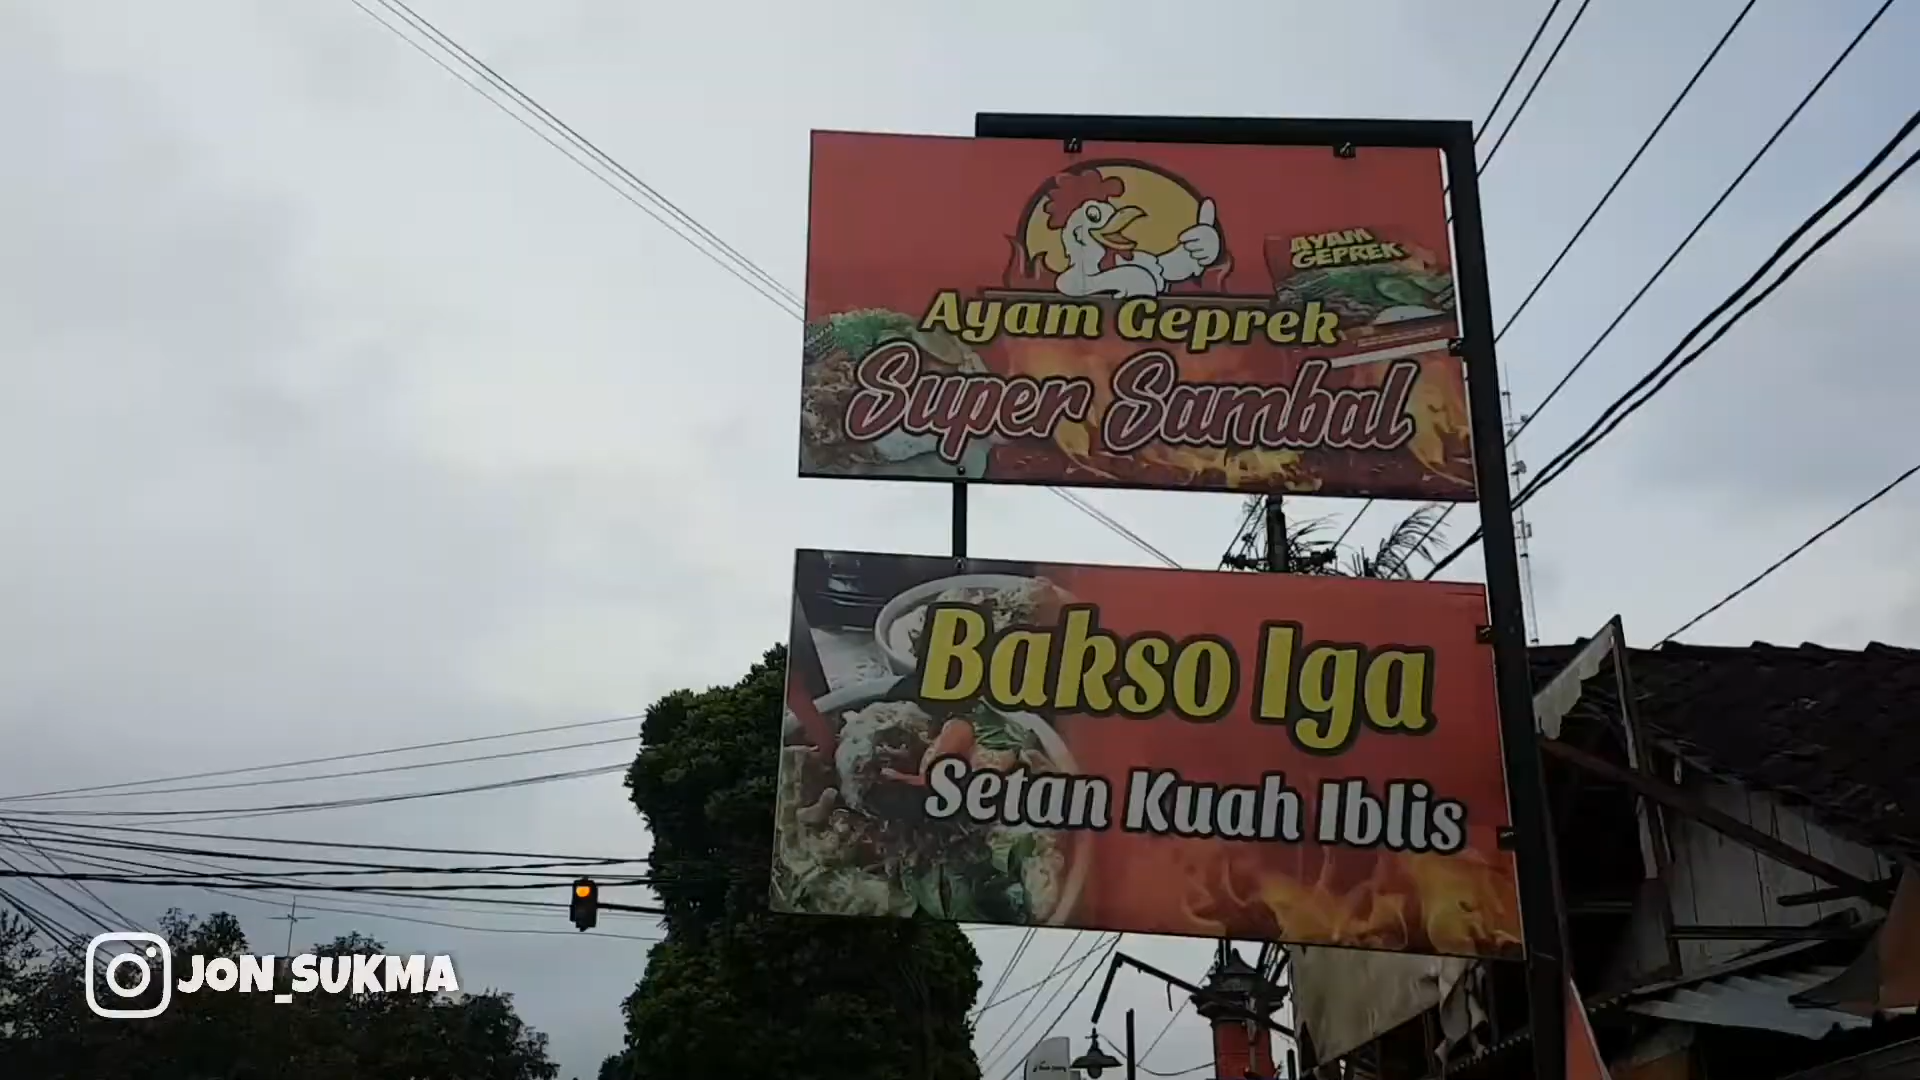 AYAM
GEPREK
Ayam Geprek
Super Sambal
Bakso Iga
Setan Kuah Iblis
JON_SUKMA